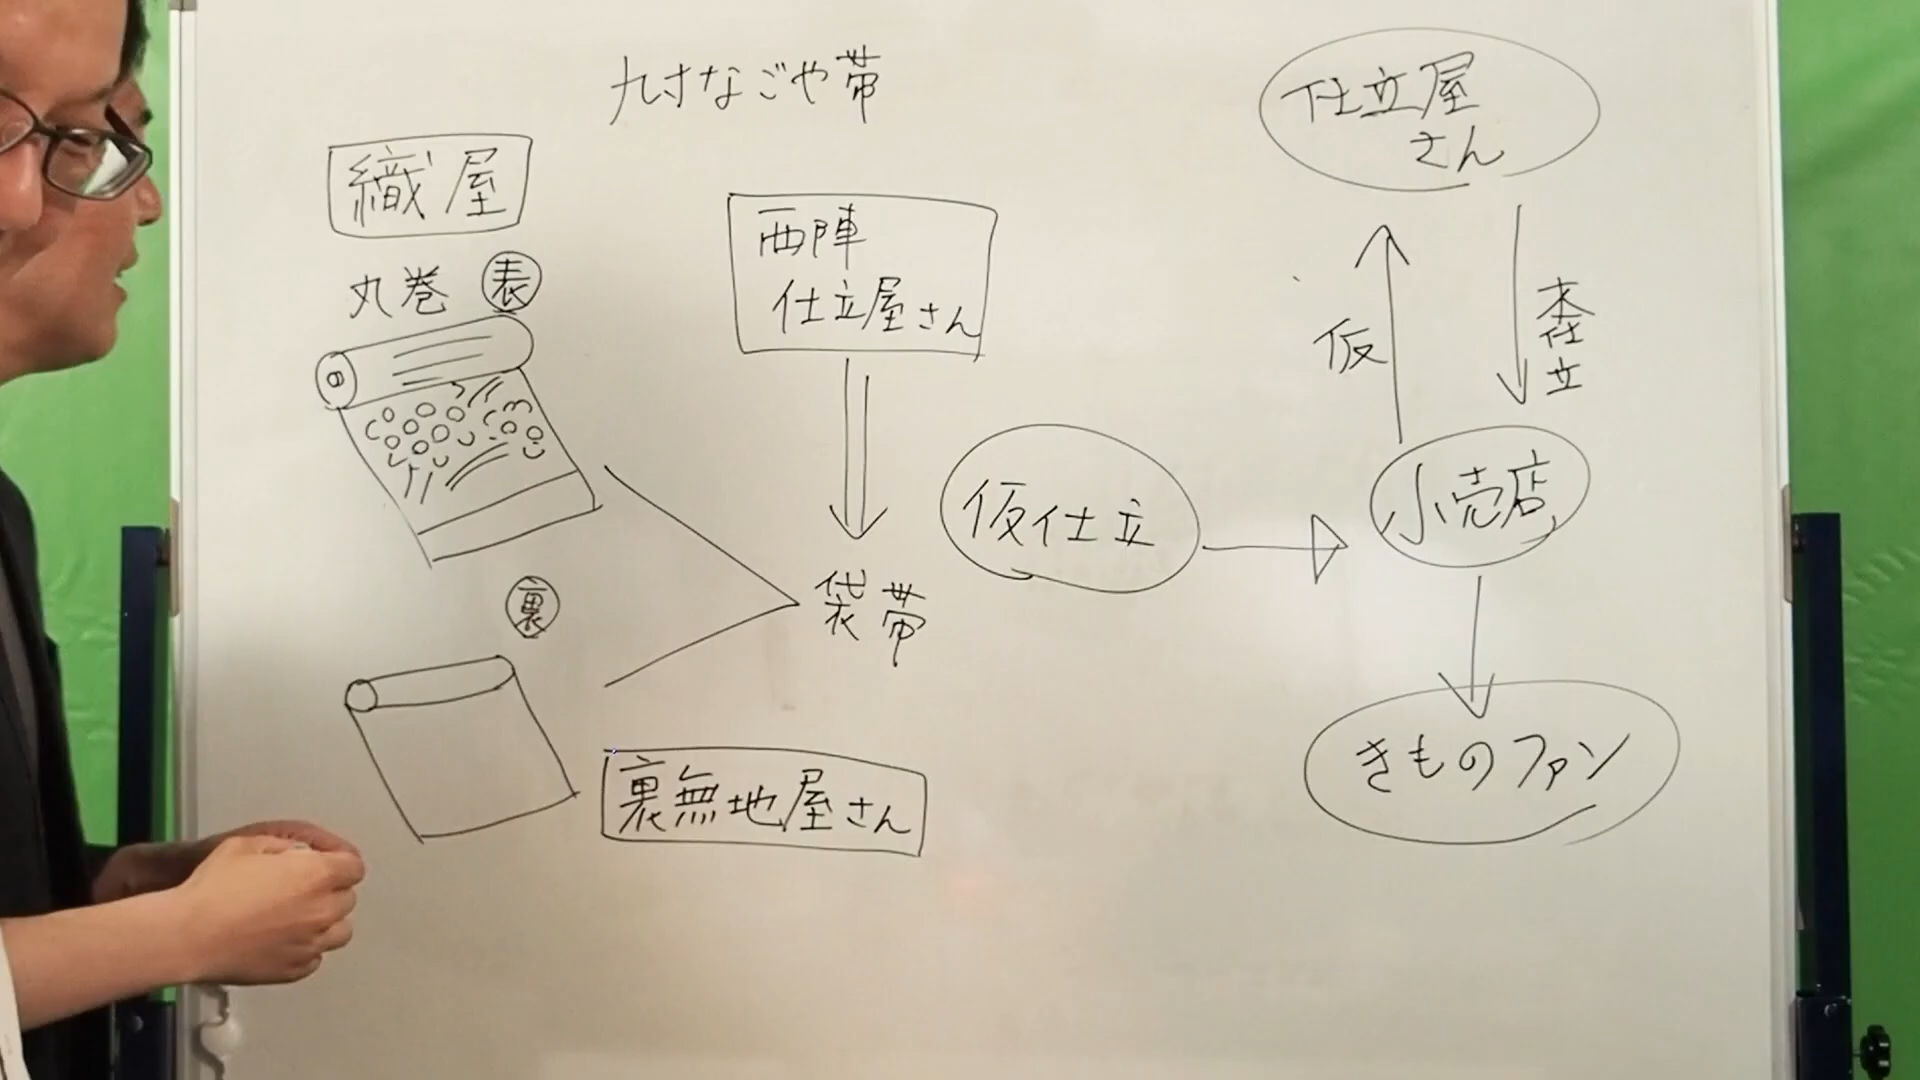 九寸なごや帯
織屋
丸巻 表
裏
西陣
仕立屋さん
袋帯
裏無地屋さん
仮仕立
仕立屋
さん
仮
本仕立
小売店
きものファン